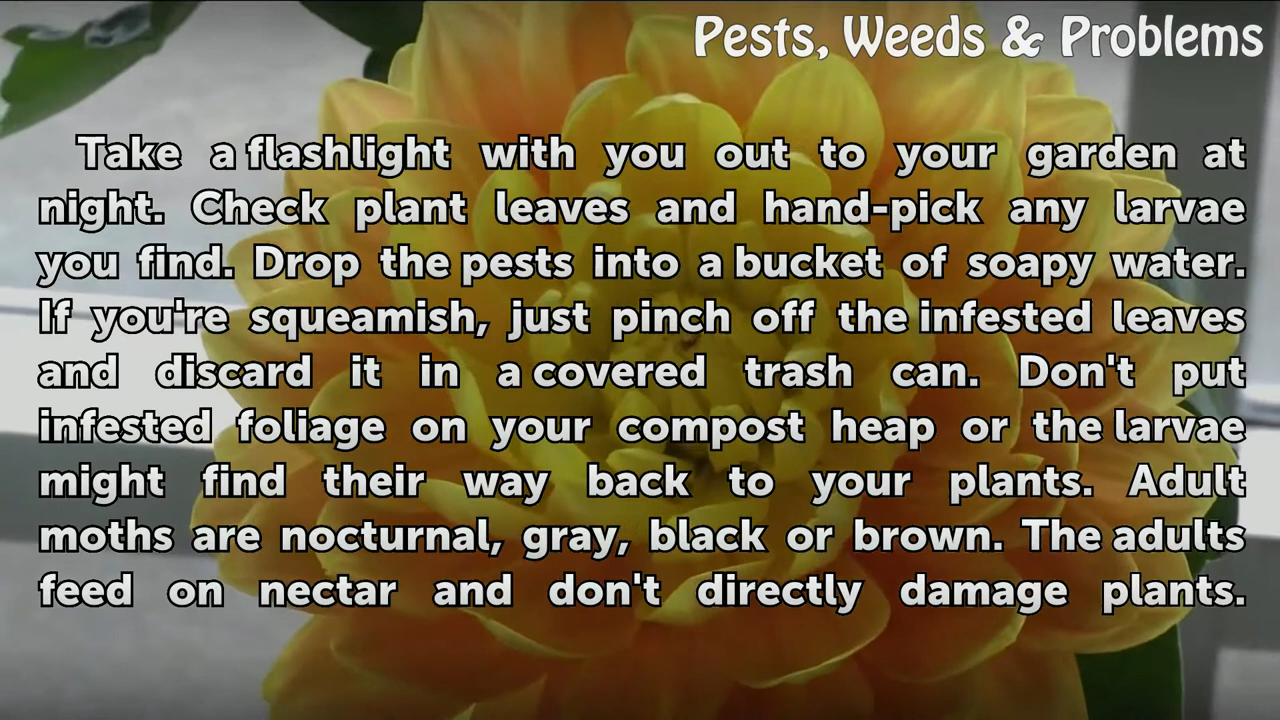 Pests, Weeds & Problems
Take a flashlight with you out to your garden at
night. Check plant leaves and hand-pick any larvae
you find. Drop the pests into a bucket of soapy water.
If you're squeamish, just pinch off the infested leaves
and discard it in a covered trash can. Don't put
infested foliage on your compost heap or the larvae
might find their way back to your plants. Adult
moths are nocturnal, gray, black or brown. The adults
feed on nectar and don't directly damage plants.